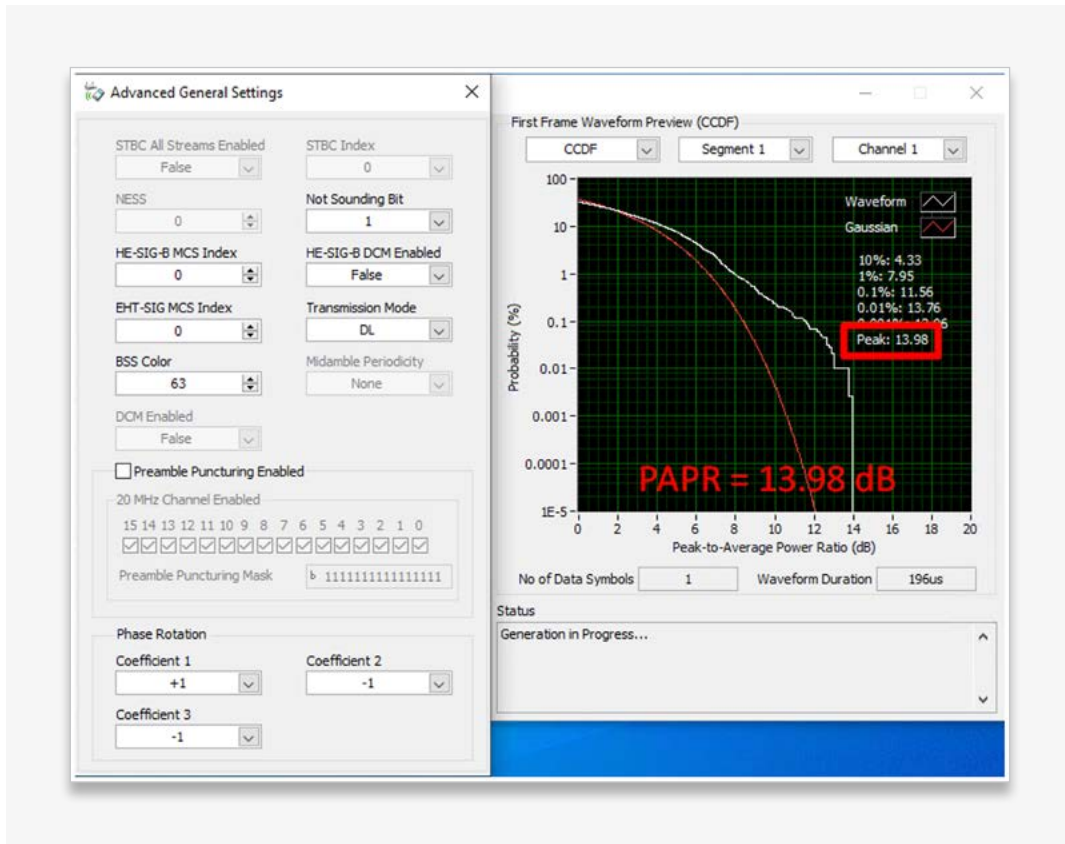 Advanced General Settings
STBC All Streams Enabled
False
STBC Index
0
NESS
0
Not Sounding Bit
1
HE-SIG-B MCS Index
0
HE-SIG-B DCM Enabled
False
EHT-SIG MCS Index
0
Transmission Mode
DL
BSS Color
63
Midamble Periodicity
None
DCM Enabled
False
Preamble Puncturing Enabled
20 MHz Channel Enabled
15 14 13 12 11 10 9 8 7 6 5 4 3 2 1 0
Preamble Puncturing Mask
b 1111111111111111
Phase Rotation
Coefficient 1
+1
Coefficient 2
-1
Coefficient 3
-1
First Frame Waveform Preview (CCDF)
CCDF
Segment 1
Channel 1
Probability (%)
100
10
1
0.1
0.01
0.001
0.0001
1E-5
Waveform
Gaussian
10%: 4.33
1%: 7.95
0.1%: 11.56
0.01%: 13.76
Peak: 13.98
PAPR = 13.98 dB
0 2 4 6 8 10 12 14 16 18 20
Peak-to-Average Power Ratio (dB)
No of Data Symbols
1
Waveform Duration
196us
Status
Generation in Progress...